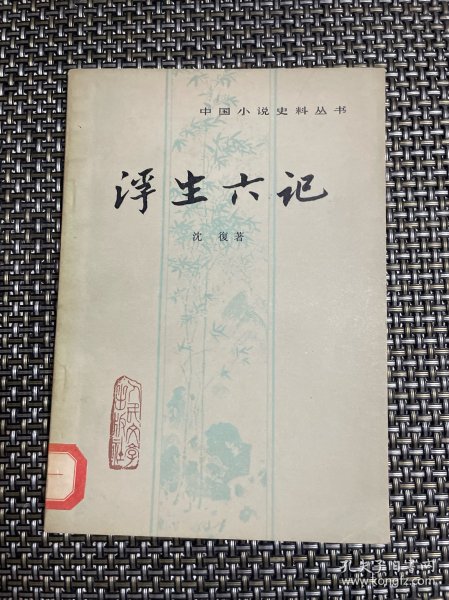 中国小说史料丛书
浮生六记
沈復著
人民文学
出版社
孔夫子旧书网
www.kongfz.com